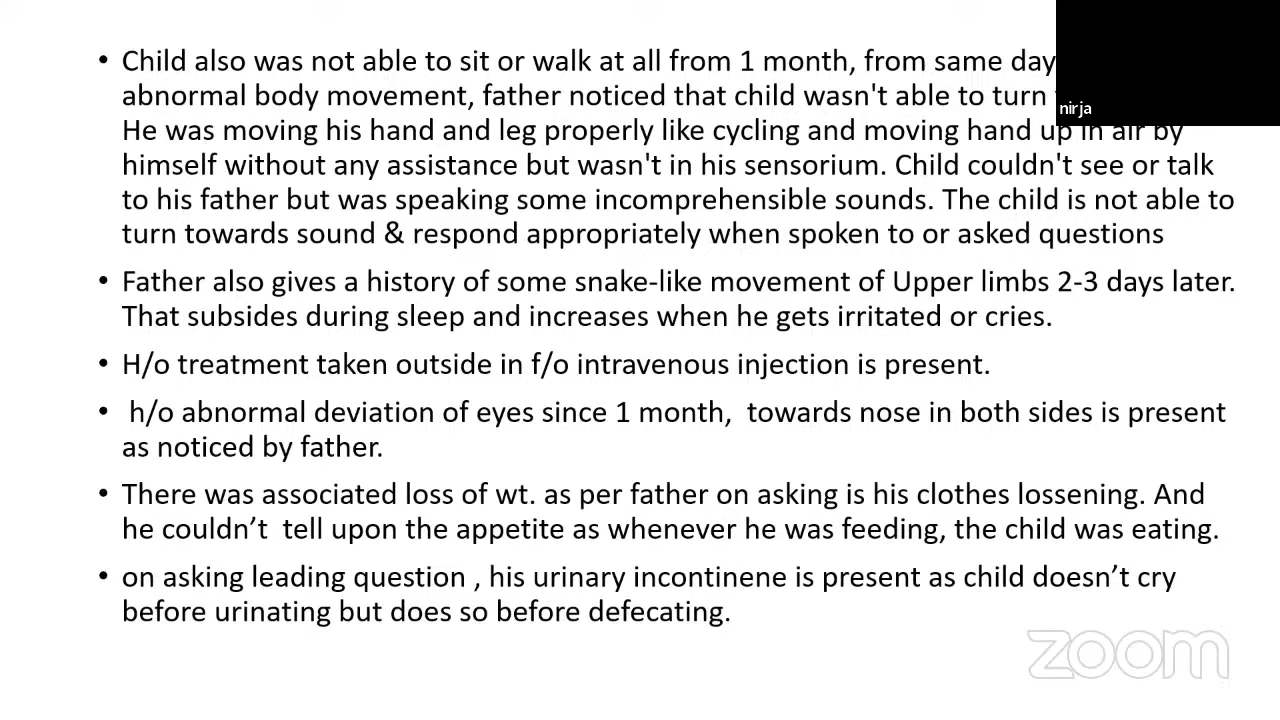 • Child also was not able to sit or walk at all from 1 month, from same day
abnormal body movement, father noticed that child wasn't able to turn
nirja
He was moving his hand and leg properly like cycling and moving hand up in air by
himself without any assistance but wasn't in his sensorium. Child couldn't see or talk
to his father but was speaking some incomprehensible sounds. The child is not able to
turn towards sound & respond appropriately when spoken to or asked questions
• Father also gives a history of some snake-like movement of Upper limbs 2-3 days later.
That subsides during sleep and increases when he gets irritated or cries.
• H/o treatment taken outside in f/o intravenous injection is present.
• h/o abnormal deviation of eyes since 1 month, towards nose in both sides is present
as noticed by father.
• There was associated loss of wt. as per father on asking is his clothes lossening. And
he couldn’t tell upon the appetite as whenever he was feeding, the child was eating.
• on asking leading question , his urinary incontinene is present as child doesn’t cry
before urinating but does so before defecating.
zoom